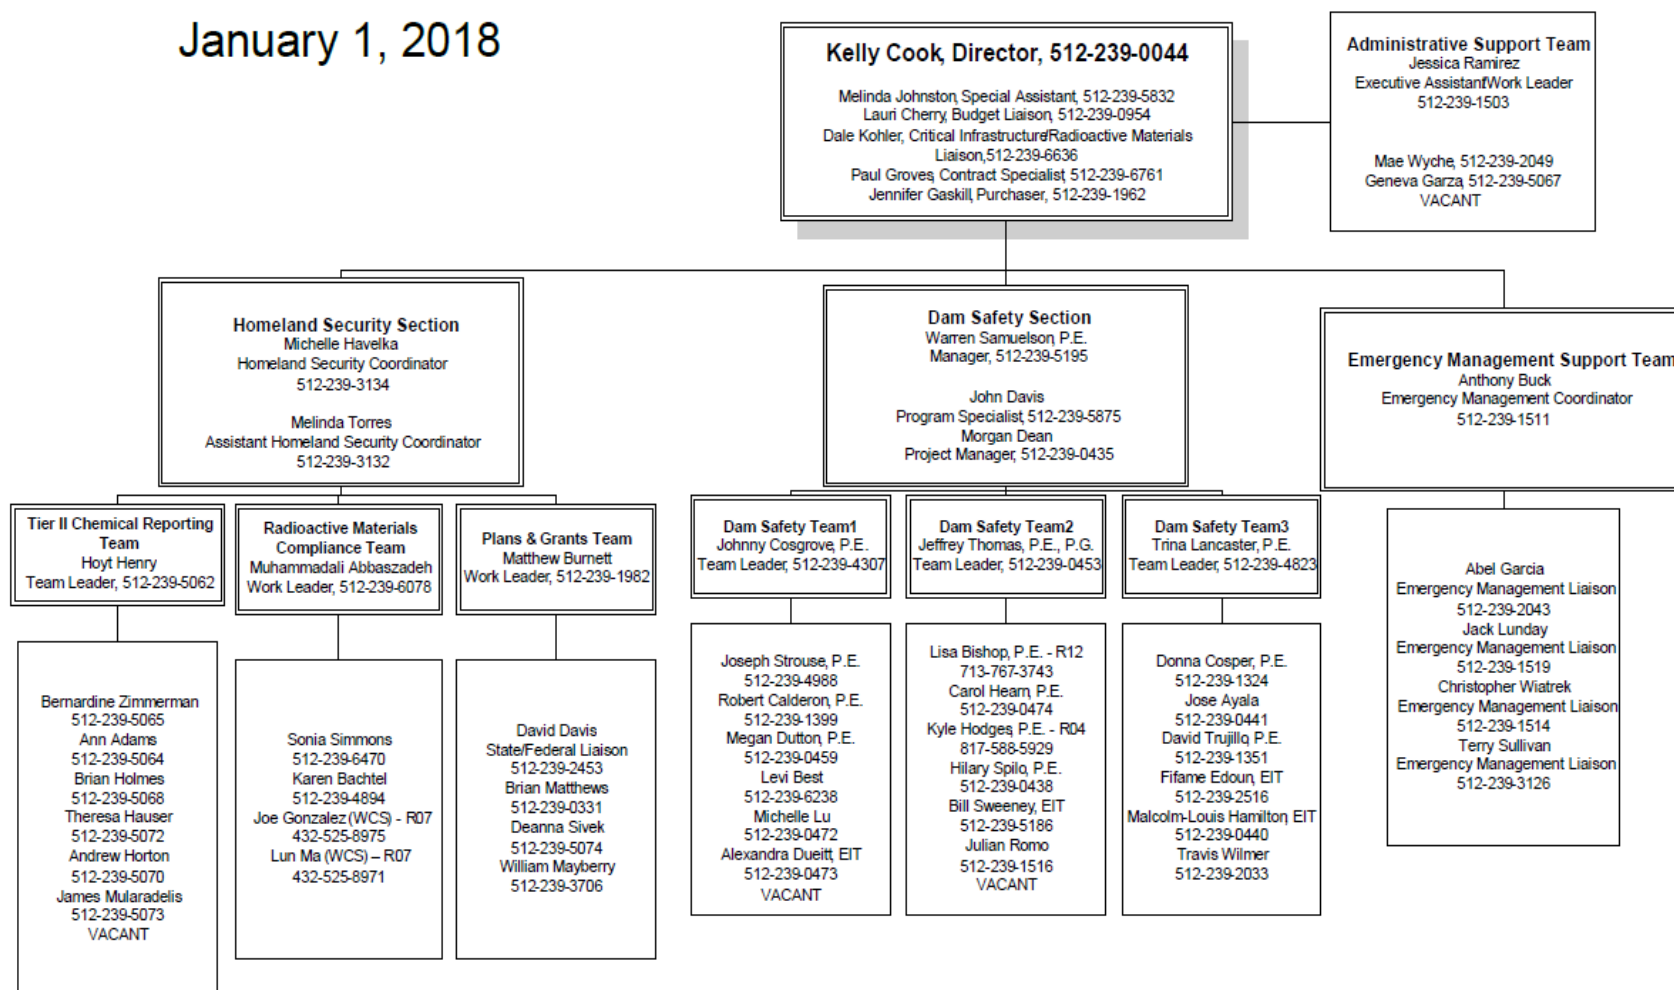 January 1, 2018
Kelly Cook, Director, 512-239-0044
Melinda Johnston, Special Assistant, 512-239-5832
Lauri Cherry, Budget Liaison, 512-239-0954
Dale Kohler, Critical Infrastructure/Radioactive Materials
Liaison,512-239-6636
Paul Groves, Contract Specialist, 512-239-6761
Jennifer Gaskill, Purchaser, 512-239-1962
Administrative Support Team
Jessica Ramirez
Executive Assistant/Work Leader
512-239-1503
Mae Wyche, 512-239-2049
Geneva Garza, 512-239-5067
VACANT
Homeland Security Section
Michelle Havelka
Homeland Security Coordinator
512-239-3134
Melinda Torres
Assistant Homeland Security Coordinator
512-239-3132
Dam Safety Section
Warren Samuelson, P.E.
Manager, 512-239-5195
John Davis
Program Specialist, 512-239-5875
Morgan Dean
Project Manager, 512-239-0435
Emergency Management Support Team
Anthony Buck
Emergency Management Coordinator
512-239-1511
Tier II Chemical Reporting
Team
Hoyt Henry
Team Leader, 512-239-5062
Radioactive Materials
Compliance Team
Muhammadali Abbaszadeh
Work Leader, 512-239-6078
Plans & Grants Team
Matthew Burnett
Work Leader, 512-239-1982
Dam Safety Team1
Johnny Cosgrove, P.E.
Team Leader, 512-239-4307
Dam Safety Team2
Jeffrey Thomas, P.E., P.G.
Team Leader, 512-239-0453
Dam Safety Team3
Trina Lancaster, P.E.
Team Leader, 512-239-4823
Bernardine Zimmerman
512-239-5065
Ann Adams
512-239-5064
Brian Holmes
512-239-5068
Theresa Hauser
512-239-5072
Andrew Horton
512-239-5070
James Mularadelis
512-239-5073
VACANT
Sonia Simmons
512-239-6470
Karen Bachtel
512-239-4894
Joe Gonzalez (WCS) - R07
432-525-8975
Lun Ma (WCS) – R07
432-525-8971
David Davis
State/Federal Liaison
512-239-2453
Brian Matthews
512-239-0331
Deanna Sivek
512-239-5074
William Mayberry
512-239-3706
Joseph Strouse, P.E.
512-239-4988
Robert Calderon, P.E.
512-239-1399
Megan Dutton, P.E.
512-239-0459
Levi Best
512-239-6238
Michelle Lu
512-239-0472
Alexandra Dueitt, EIT
512-239-0473
VACANT
Lisa Bishop, P.E. - R12
713-767-3743
Carol Hearn, P.E.
512-239-0474
Kyle Hodges, P.E. - R04
817-588-5929
Hilary Spilo, P.E.
512-239-0438
Bill Sweeney, EIT
512-239-5186
Julian Romo
512-239-1516
VACANT
Donna Cosper, P.E.
512-239-1324
Jose Ayala
512-239-0441
David Trujillo, P.E.
512-239-1351
Fifame Edoun, EIT
512-239-2516
Malcolm-Louis Hamilton, EIT
512-239-0440
Travis Wilmer
512-239-2033
Abel Garcia
Emergency Management Liaison
512-239-2043
Jack Lunday
Emergency Management Liaison
512-239-1519
Christopher Wiatrek
Emergency Management Liaison
512-239-1514
Terry Sullivan
Emergency Management Liaison
512-239-3126